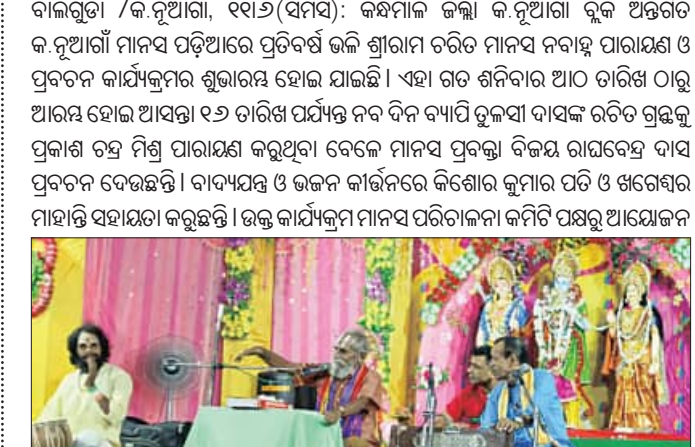 ବାଲିଗୁଡା /କ.ନୂଆଗାଁ, ୧୧ା୬(ସମସ): କନ୍ଧମାଳ ଜିଲ୍ଲା କ.ନୂଆଗାଁ ବ୍ଲକ ଅନ୍ତର୍ଗତ
କ.ନୂଆଗାଁ ମାନସ ପଡ଼ିଆରେ ପ୍ରତିବର୍ଷ ଭଳି ଶ୍ରୀରାମ ଚରିତ ମାନସ ନବାହ୍ନ ପାରାୟଣ ଓ
ପ୍ରବଚନ କାର୍ଯ୍ୟକ୍ରମର ଶୁଭାରମ୍ଭ ହୋଇ ଯାଇଛି । ଏହା ଗତ ଶନିବାର ଆଠ ତାରିଖ ଠାରୁ
ଆରମ୍ଭ ହୋଇ ଆସନ୍ତା ୧୬ ତାରିଖ ପର୍ଯ୍ୟନ୍ତ ନବ ଦିନ ବ୍ୟାପି ତୁଳସୀ ଦାସଙ୍କ ରଚିତ ଗ୍ରନ୍ଥକୁ
ପ୍ରକାଶ ଚନ୍ଦ୍ର ମିଶ୍ର ପାରାୟଣ କରୁଥିବା ବେଳେ ମାନସ ପ୍ରବକ୍ତା ବିଜୟ ରାଘବେନ୍ଦ୍ର ଦାସ
ପ୍ରବଚନ ଦେଉଛନ୍ତି । ବାଦ୍ୟଯନ୍ତ୍ର ଓ ଭଜନ କୀର୍ତ୍ତନରେ କିଶୋର କୁମାର ପତି ଓ ଖଗେଶ୍ୱର
ମାହାନ୍ତି ସହାୟତା କରୁଛନ୍ତି । ଉକ୍ତ କାର୍ଯ୍ୟକ୍ରମ ମାନସ ପରିଚାଳନା କମିଟି ପକ୍ଷରୁ ଆୟୋଜନ